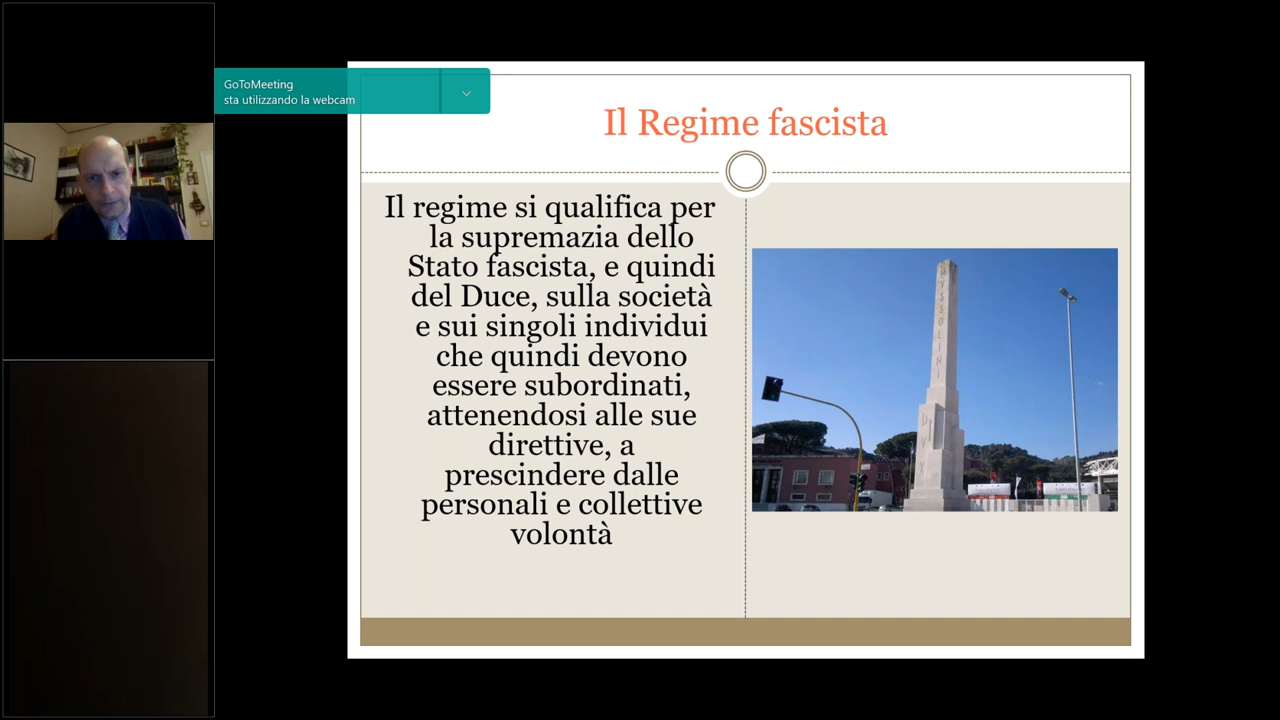 GoToMeeting
sta utilizzando la webcam
Il Regime fascista
Il regime si qualifica per
la supremazia dello
Stato fascista, e quindi
del Duce, sulla società
e sui singoli individui
che quindi devono
essere subordinati,
attenendosi alle sue
direttive, a
prescindere dalle
personali e collettive
volontà
MVSSOLINI
DVX